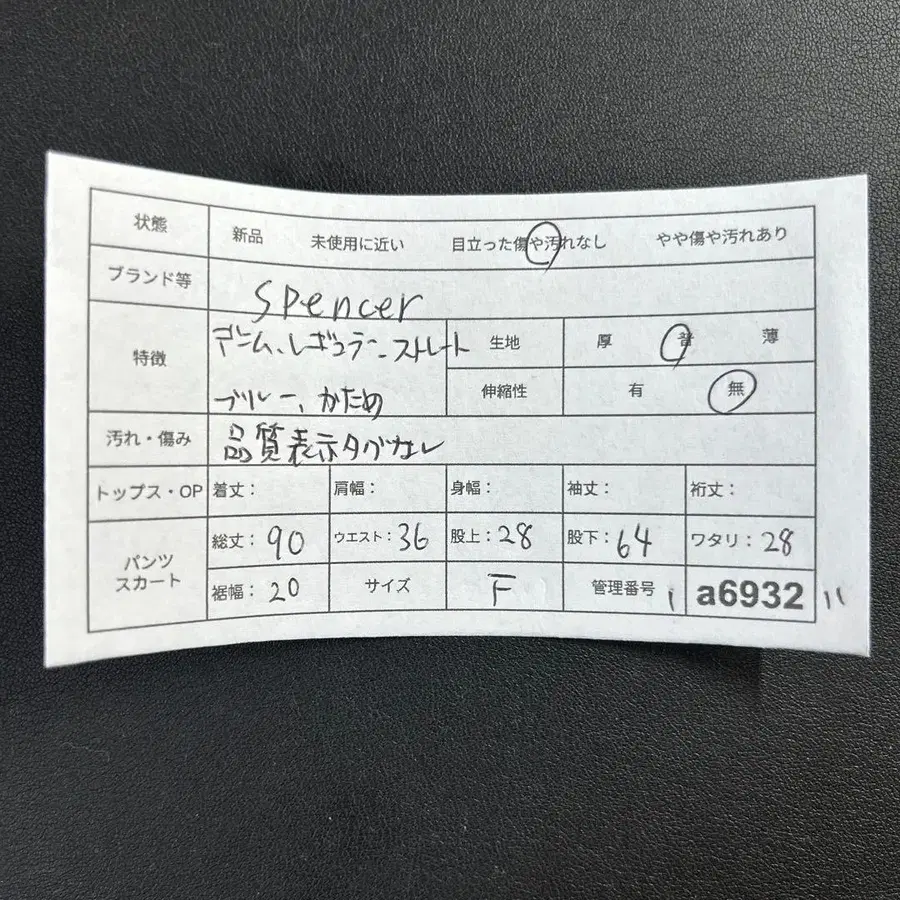 状態 新品 未使用に近い 目立った傷や汚れなし やや傷や汚れあり
ブランド等 Spencer
特徴 デニム、レギュラー、ストレート 生地 厚 普 薄
ブルー、かため 伸縮性 有 無
汚れ・傷み 品質表示タグなし
トップス・OP 着丈: 肩幅: 身幅: 袖丈: 裄丈:
パンツ スカート 総丈: 90 ウエスト: 36 股上: 28 股下: 64 ワタリ: 28
裾幅: 20 サイズ F 管理番号 a6932